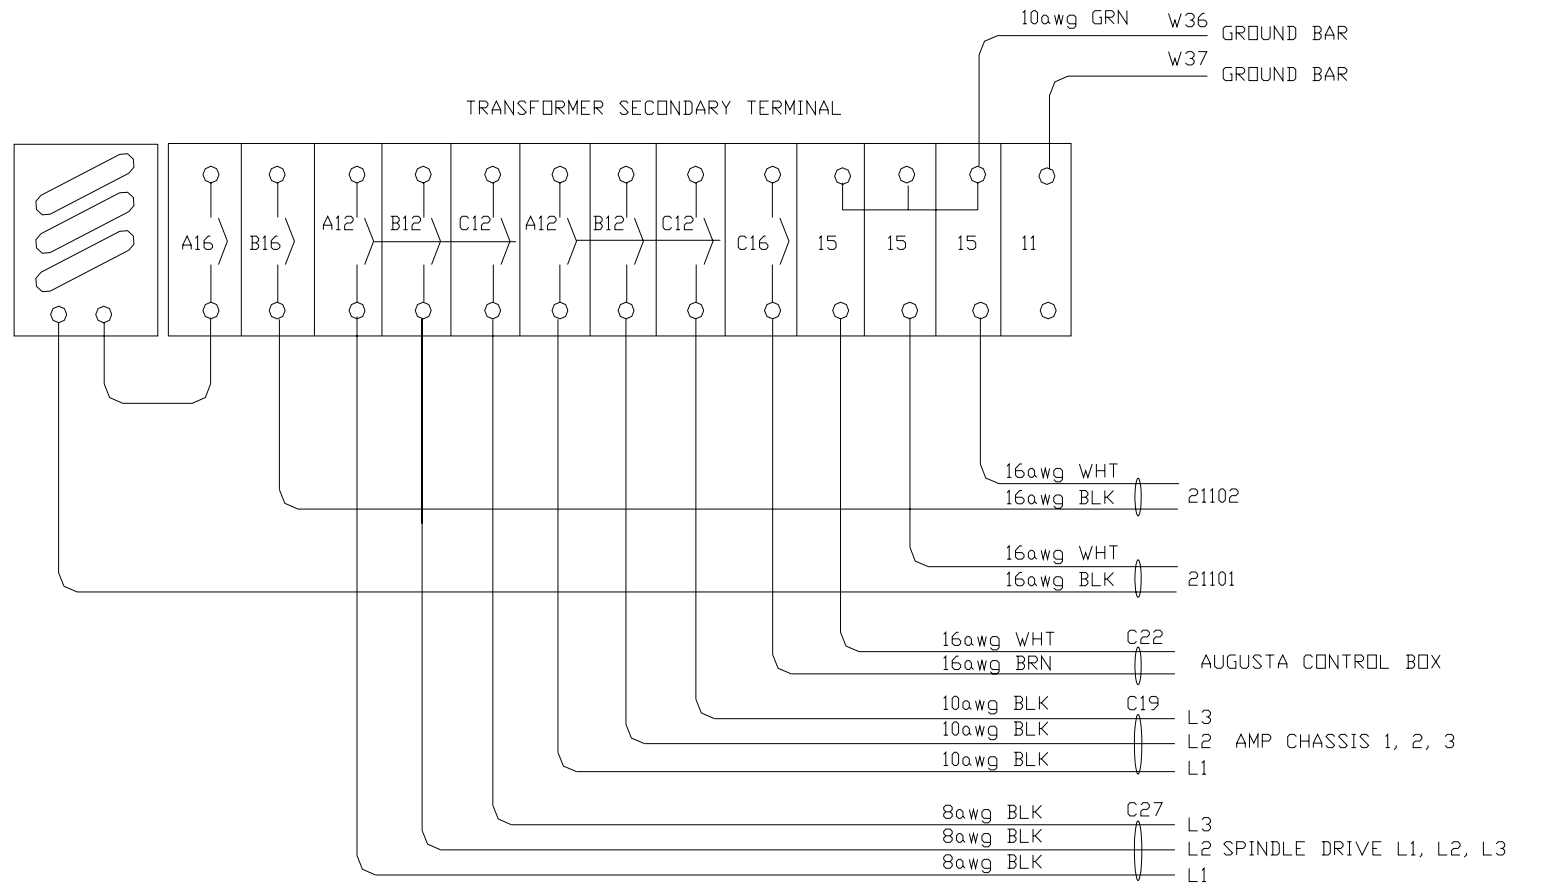 10awg GRN W36
GROUND BAR
W37
GROUND BAR
TRANSFORMER SECONDARY TERMINAL
A16 B16 A12 B12 C12 A12 B12 C12 C16 15 15 15 11
16awg WHT
16awg BLK
21102
16awg WHT
16awg BLK
21101
16awg WHT C22
16awg BRN
AUGUSTA CONTROL BOX
10awg BLK C19
L3
10awg BLK
L2 AMP CHASSIS 1, 2, 3
10awg BLK
L1
8awg BLK C27
L3
8awg BLK
L2 SPINDLE DRIVE L1, L2, L3
8awg BLK
L1